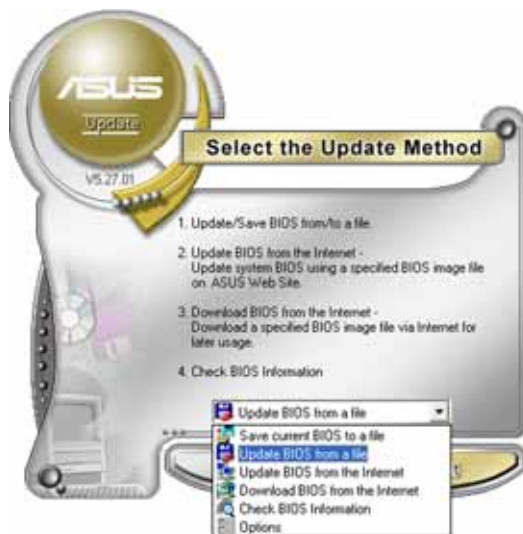 ASUS
Update
V5.27.01
Select the Update Method
1. Update/Save BIOS from/to a file.
2. Update BIOS from the Internet -
Update system BIOS using a specified BIOS image file
on ASUS Web Site.
3. Download BIOS from the Internet -
Download a specified BIOS image file via Internet for
later usage.
4. Check BIOS Information
Update BIOS from a file
Save current BIOS to a file
Update BIOS from a file
Update BIOS from the Internet
Download BIOS from the Internet
Check BIOS Information
Options